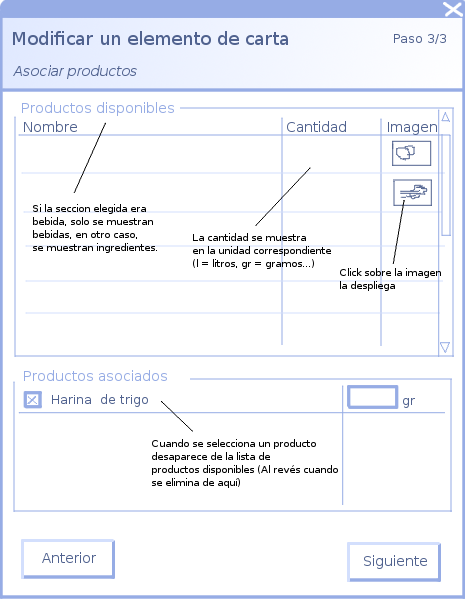 Modificar un elemento de carta
Paso 3/3
Asociar productos
Productos disponibles
Nombre
Cantidad
Imagen
Si la seccion elegida era
bebida, solo se muestran
bebidas, en otro caso,
se muestran ingredientes.
La cantidad se muestra
en la unidad correspondiente
(l = litros, gr = gramos...)
Click sobre la imagen
la despliega
Productos asociados
Harina de trigo
gr
Cuando se selecciona un producto
desaparece de la lista de
productos disponibles (Al revés cuando
se elimina de aquí)
Anterior
Siguiente